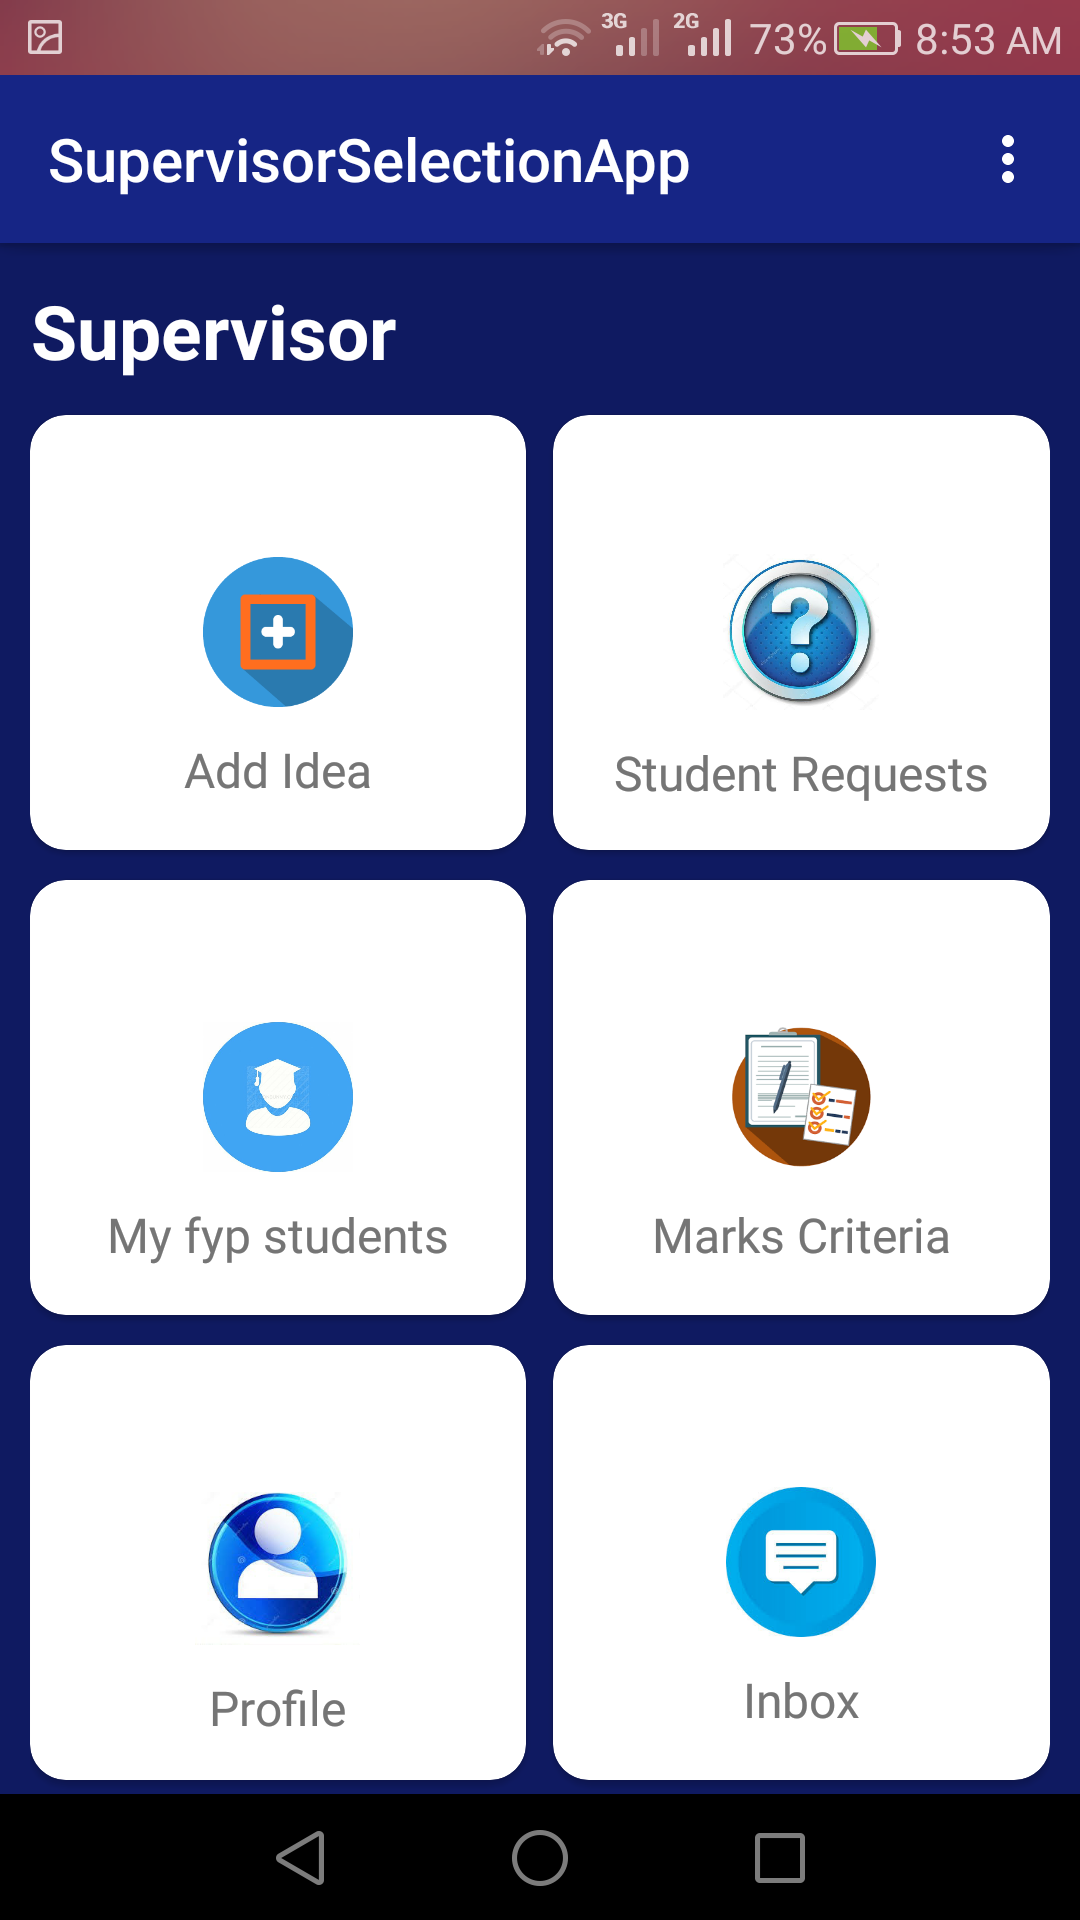 3G 2G 73% 8:53 AM
SupervisorSelectionApp
Supervisor
Add Idea
Student Requests
My fyp students
Marks Criteria
Profile
Inbox